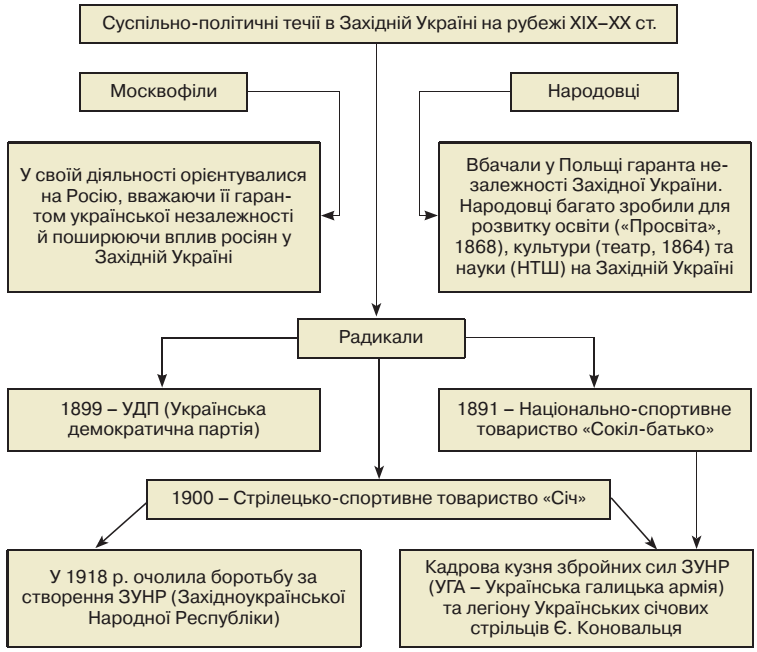 Суспільно-політичні течії в Західній Україні на рубежі XIX–XX ст.
Москвофіли
Народовці
У своїй діяльності орієнтувалися
на Росію, вважаючи її гаран-
том української незалежності
й поширюючи вплив росіян у
Західній Україні
Вбачали у Польщі гаранта не-
залежності Західної України.
Народовці багато зробили для
розвитку освіти («Просвіта»,
1868), культури (театр, 1864) та
науки (НТШ) на Західній Україні
Радикали
1899 – УДП (Українська
демократична партія)
1891 – Національно-спортивне
товариство «Сокіл-батько»
1900 – Стрілецько-спортивне товариство «Січ»
У 1918 р. очолила боротьбу за
створення ЗУНР (Західноукраїнської
Народної Республіки)
Кадрова кузня збройних сил ЗУНР
(УГА – Українська галицька армія)
та легіону Українських січових
стрільців Є. Коновальця